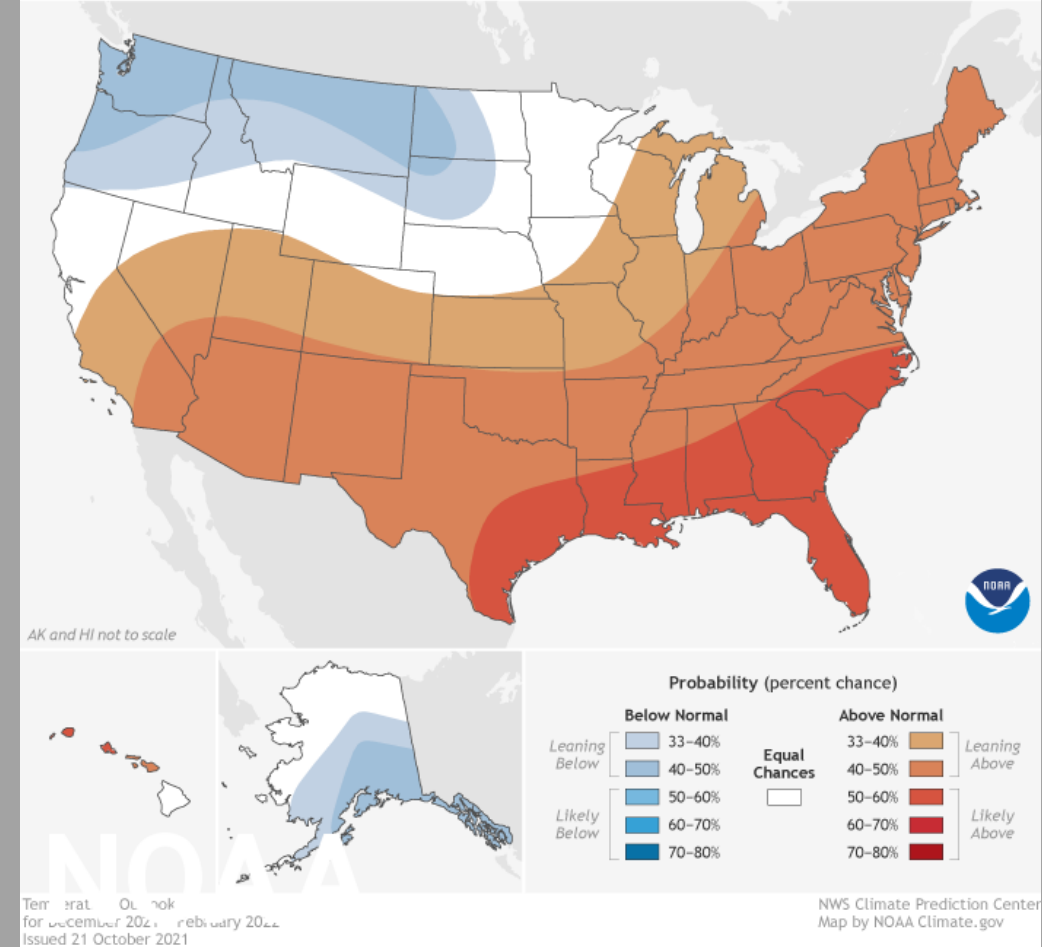 NOAA
AK and HI not to scale
Probability (percent chance)
Below Normal
Above Normal
Leaning
Below
33–40%
40–50%
Likely
Below
50–60%
60–70%
70–80%
Equal
Chances
33–40%
40–50%
Leaning
Above
50–60%
60–70%
70–80%
Likely
Above
NOAA
for 2021
Issued 21 October 2021
NWS Climate Prediction Center
Map by NOAA Climate.gov